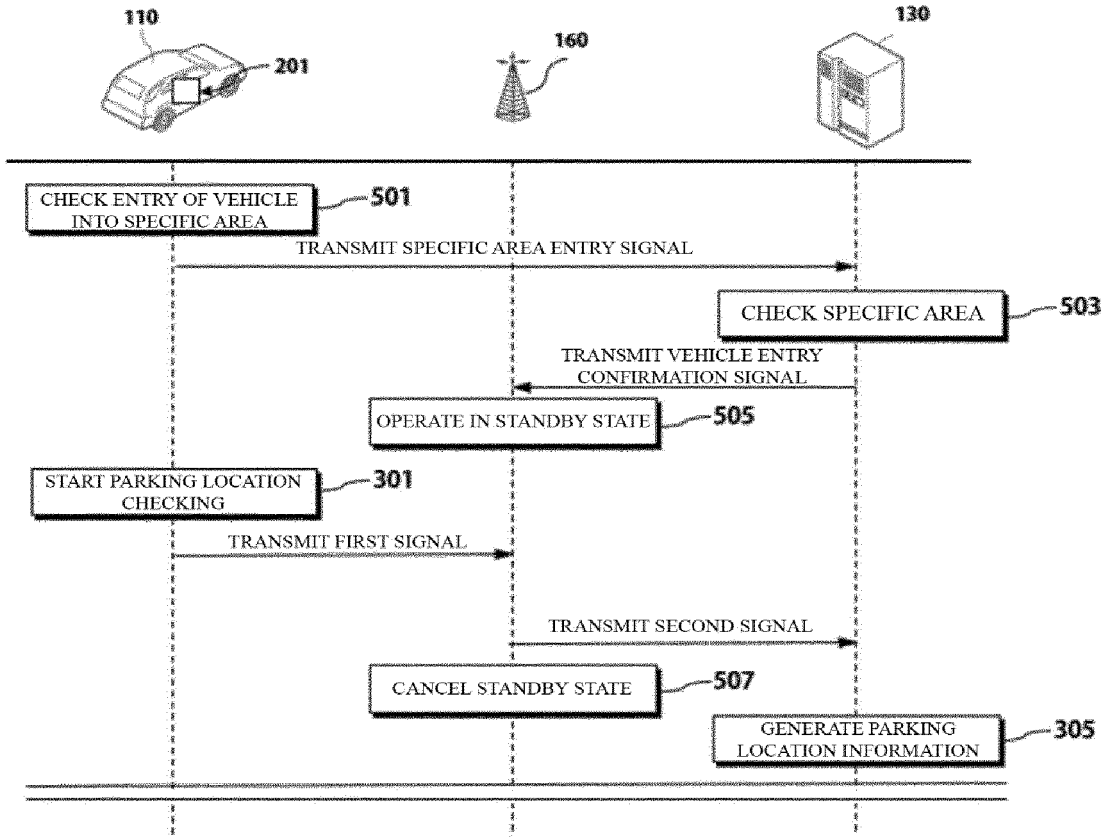 110
201
160
130
CHECK ENTRY OF VEHICLE
INTO SPECIFIC AREA
501
TRANSMIT SPECIFIC AREA ENTRY SIGNAL
CHECK SPECIFIC AREA
503
TRANSMIT VEHICLE ENTRY
CONFIRMATION SIGNAL
OPERATE IN STANDBY STATE
505
START PARKING LOCATION
CHECKING
301
TRANSMIT FIRST SIGNAL
TRANSMIT SECOND SIGNAL
CANCEL STANDBY STATE
507
GENERATE PARKING
LOCATION INFORMATION
305